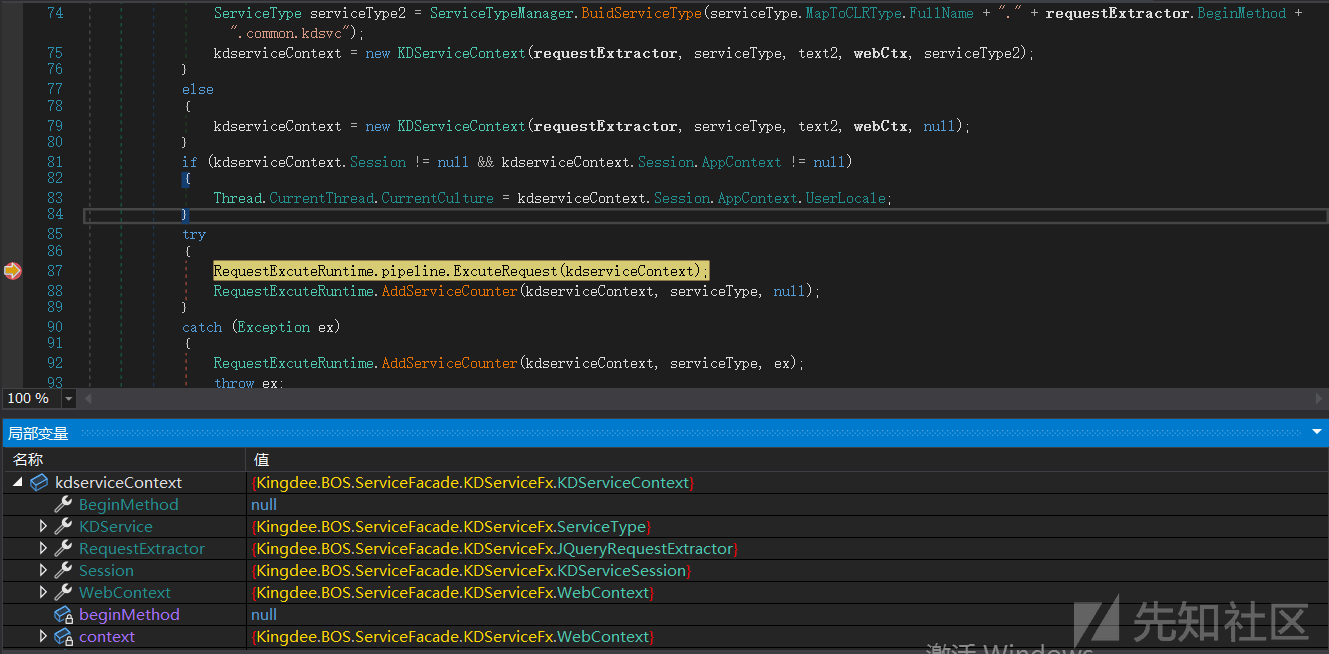 74 ServiceType serviceType2 = ServiceTypeManager.BuidServiceType(serviceType.MapToCLRType.FullName + "." + requestExtractor.BeginMethod +
".common.kdsvc");
75 kdserviceContext = new KDServiceContext(requestExtractor, serviceType, text2, webCtx, serviceType2);
76 }
77 else
78 {
79 kdserviceContext = new KDServiceContext(requestExtractor, serviceType, text2, webCtx, null);
80 }
81 if (kdserviceContext.Session != null && kdserviceContext.Session.AppContext != null)
82 {
83 Thread.CurrentThread.CurrentCulture = kdserviceContext.Session.AppContext.UserLocale;
84 }
85 try
86 {
87 RequestExcuteRuntime.pipeline.ExcuteRequest(kdserviceContext);
88 RequestExcuteRuntime.AddServiceCounter(kdserviceContext, serviceType, null);
89 }
90 catch (Exception ex)
91 {
92 RequestExcuteRuntime.AddServiceCounter(kdserviceContext, serviceType, ex);
93 throw ex;
100 %
局部变量
名称 值
kdserviceContext {Kingdee.BOS.ServiceFacade.KDServiceFx.KDServiceContext}
BeginMethod null
KDService {Kingdee.BOS.ServiceFacade.KDServiceFx.ServiceType}
RequestExtractor {Kingdee.BOS.ServiceFacade.KDServiceFx.JQueryRequestExtractor}
Session {Kingdee.BOS.ServiceFacade.KDServiceFx.KDServiceSession}
WebContext {Kingdee.BOS.ServiceFacade.KDServiceFx.WebContext}
beginMethod null
context {Kingdee.BOS.ServiceFacade.KDServiceFx.WebContext}
先知社区
激活 Windows